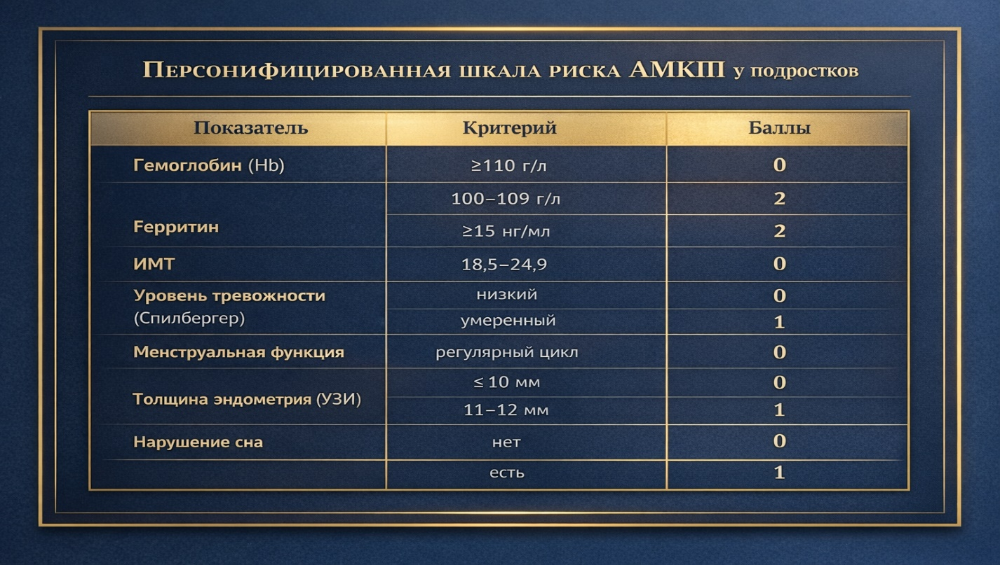 Персонифицированная шкала риска АМКШ у подростков
Показатель Критерий Баллы
Гемоглобин (Hb) ≥110 г/л 0
100–109 г/л 2
Ferритин ≥15 нг/мл 2
ИМТ 18,5–24,9 0
Уровень тревожности низкий 0
(Спилбергер) умеренный 1
Менструальная функция регулярный цикл 0
≤ 10 мм 0
Толщина эндометрия (УЗИ)
11–12 мм 1
Нарушение сна нет 0
есть 1